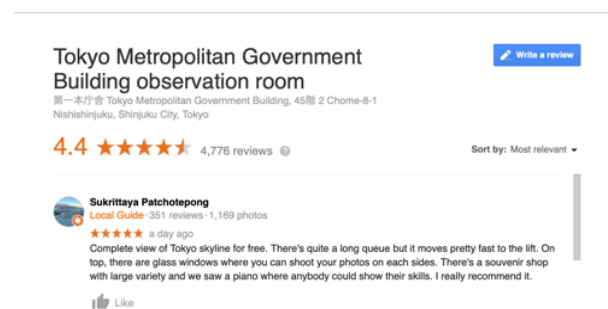 Tokyo Metropolitan Government
Building observation room
第一本庁舎 Tokyo Metropolitan Government Building, 45階 2 Chome-8-1
Nishishinjuku, Shinjuku City, Tokyo
Write a review
4.4 4,776 reviews
Sort by: Most relevant
Sukrittaya Patchotepong
Local Guide · 351 reviews · 1,169 photos
a day ago
Complete view of Tokyo skyline for free. There's quite a long queue but it moves pretty fast to the lift. On
top, there are glass windows where you can shoot your photos on each sides. There's a souvenir shop
with large variety and we saw a piano where anybody could show their skills. I really recommend it.
Like